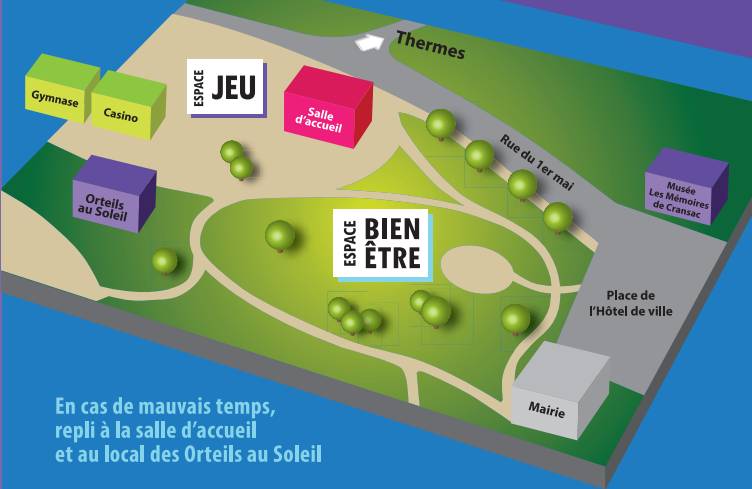 Thermes
Gymnase
Casino
ESPACE
JEU
Salle
d'accueil
Rue du 1er mai
Orteils
au Soleil
Musée
Les Mémoires
de Cransac
ESPACE
BIEN
ÊTRE
Place de
l'Hôtel de ville
Mairie
En cas de mauvais temps,
repli à la salle d'accueil
et au local des Orteils au Soleil